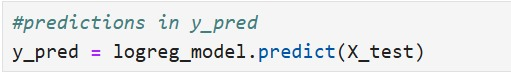 #predictions in y_pred
y_pred = logreg_model.predict(X_test)